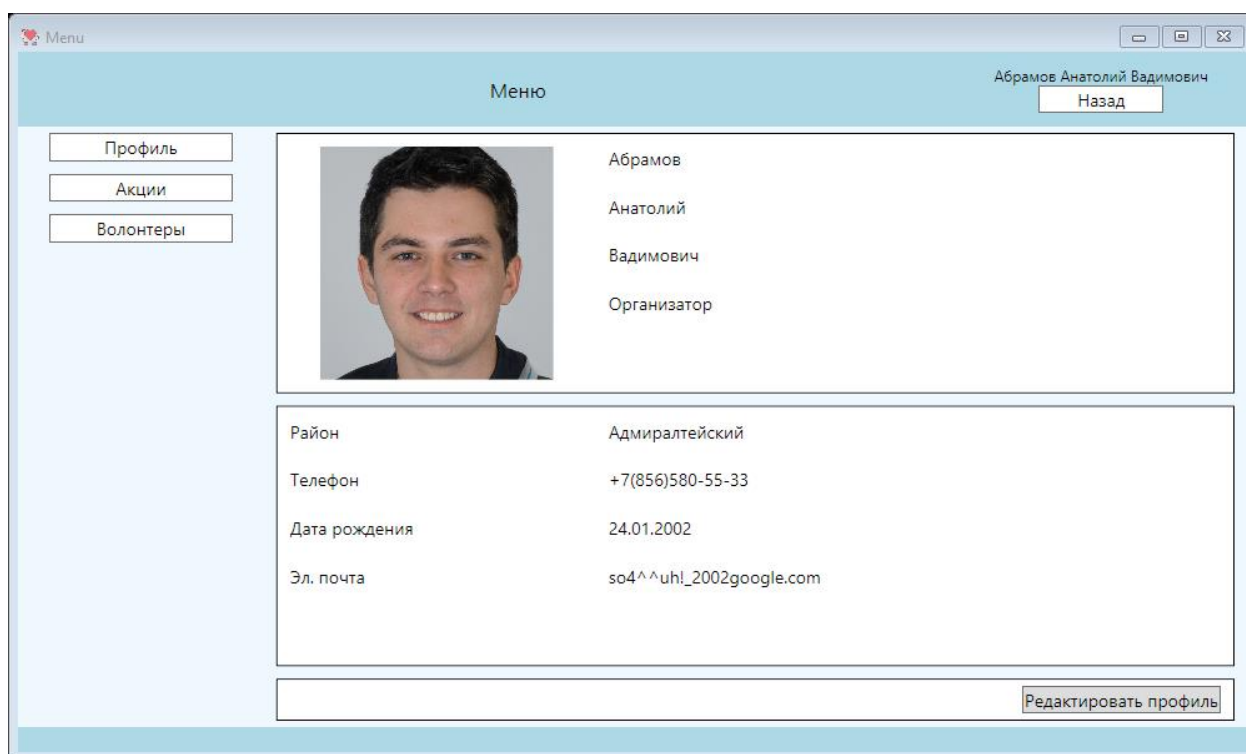 Menu
Меню
Абрамов Анатолий Вадимович
Назад
Профиль
Акции
Волонтеры
Абрамов
Анатолий
Вадимович
Организатор
Район Адмиралтейский
Телефон +7(856)580-55-33
Дата рождения 24.01.2002
Эл. почта so4^^uh!_2002google.com
Редактировать профиль